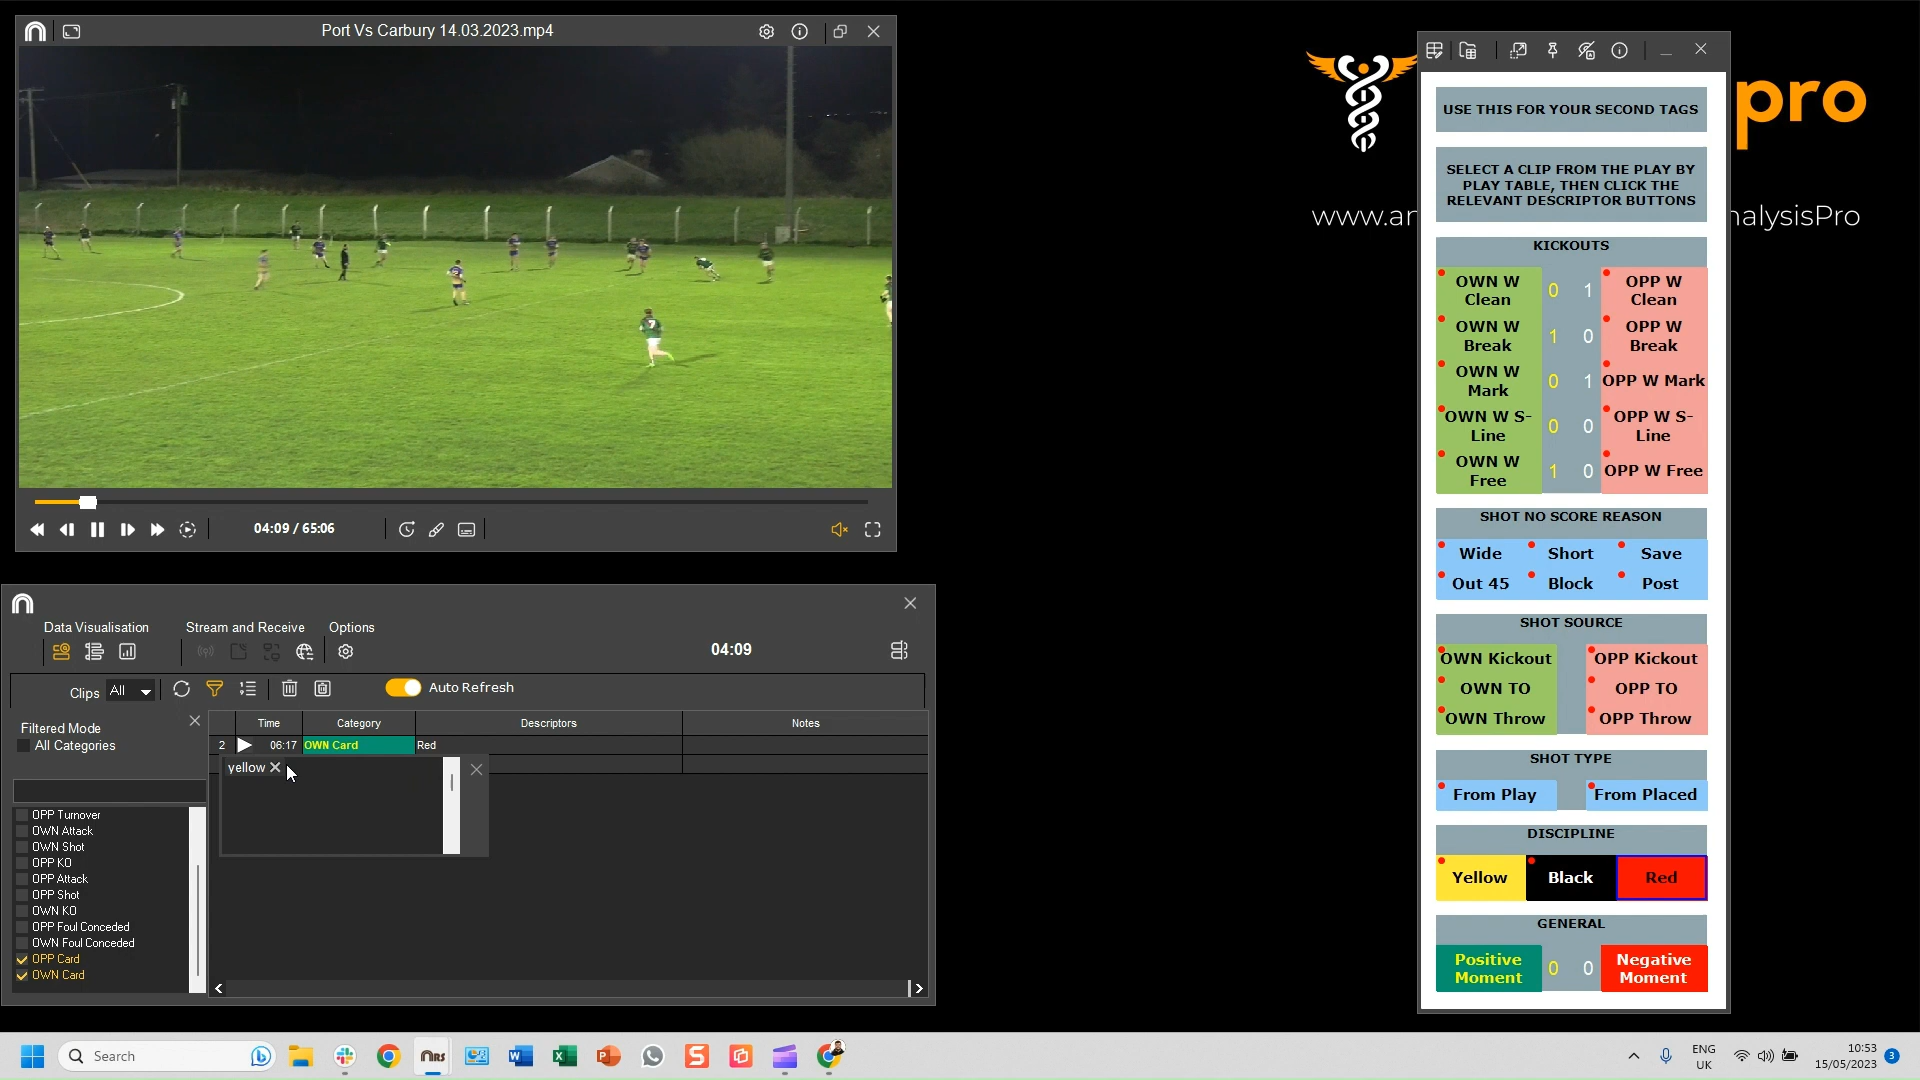 Port Vs Carbury 14.03.2023.mp4
7
04:09 / 65:06
pro
www.an
nalysisPro
USE THIS FOR YOUR SECOND TAGS
SELECT A CLIP FROM THE PLAY BY
PLAY TABLE, THEN CLICK THE
RELEVANT DESCRIPTOR BUTTONS
KICKOUTS
OWN W Clean 0 1 OPP W Clean
OWN W Break 1 0 OPP W Break
OWN W Mark 0 1 OPP W Mark
OWN W S-Line 0 0 OPP W S-Line
OWN W Free 1 0 OPP W Free
SHOT NO SCORE REASON
Wide Short Save
Out 45 Block Post
SHOT SOURCE
OWN Kickout OPP Kickout
OWN TO OPP TO
OWN Throw OPP Throw
SHOT TYPE
From Play From Placed
DISCIPLINE
Yellow Black Red
GENERAL
Positive Moment 0 0 Negative Moment
Data Visualisation Stream and Receive Options
04:09
Clips All Auto Refresh
Filtered Mode
All Categories
Time Category Descriptors Notes
2 06:17 OWN Card Red
yellow
OPP Turnover
OWN Attack
OWN Shot
OPP KO
OPP Attack
OPP Shot
OWN KO
OPP Foul Conceded
OWN Foul Conceded
OPP Card
OWN Card
Search
nRS
ENG
UK
10:53
15/05/2023
3